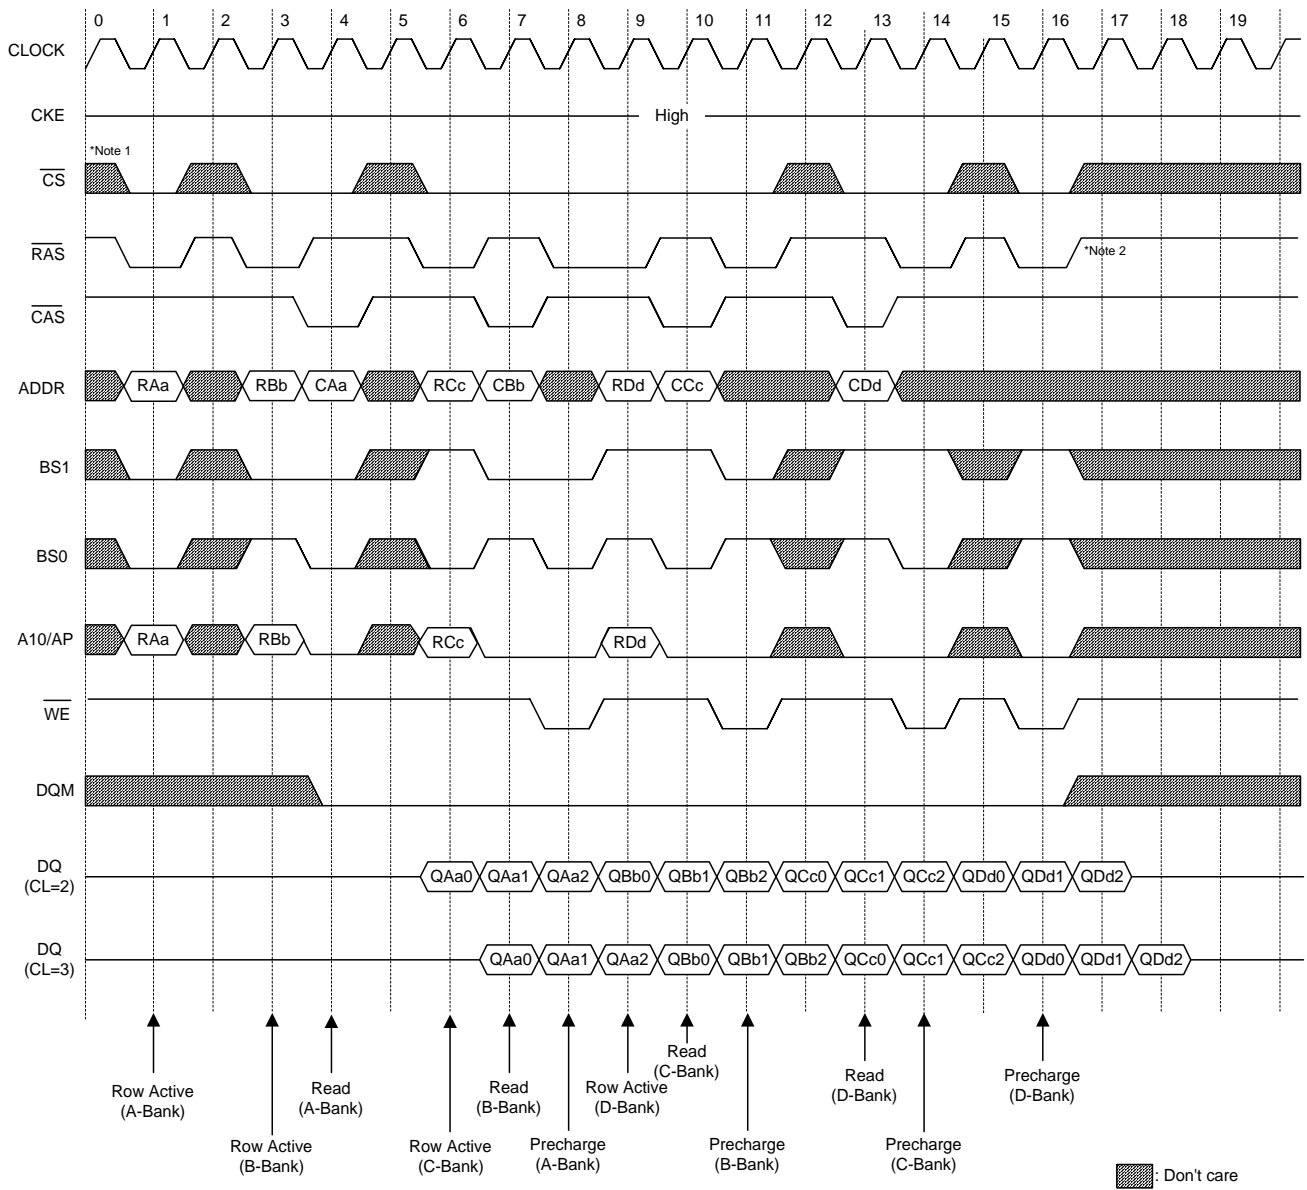 0 1 2 3 4 5 6 7 8 9 10 11 12 13 14 15 16 17 18 19
CLOCK
CKE
High
*Note 1
CS
RAS
*Note 2
CAS
ADDR RAa RBb CAa RCc CBb RDd CCc CDd
BS1
BS0
A10/AP RAa RBb RCc RDd
WE
DQM
DQ
(CL=2)
QAa0 QAa1 QAa2 QBb0 QBb1 QBb2 QCc0 QCc1 QCc2 QDd0 QDd1 QDd2
DQ
(CL=3)
QAa0 QAa1 QAa2 QBb0 QBb1 QBb2 QCc0 QCc1 QCc2 QDd0 QDd1 QDd2
Row Active
(A-Bank)
Row Active
(B-Bank)
Read
(A-Bank)
Row Active
(C-Bank)
Read
(B-Bank)
Precharge
(A-Bank)
Row Active
(D-Bank)
Read
(C-Bank)
Precharge
(B-Bank)
Read
(D-Bank)
Precharge
(C-Bank)
Precharge
(D-Bank)
: Don't care